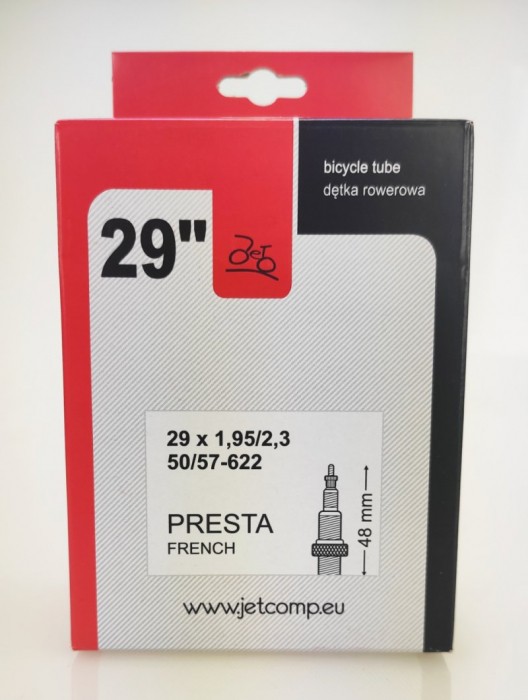 bicycle tube
dętka rowerowa
29"
JeT
29 x 1,95/2,3
50/57-622
PRESTA
FRENCH
48 mm
www.jetcomp.eu